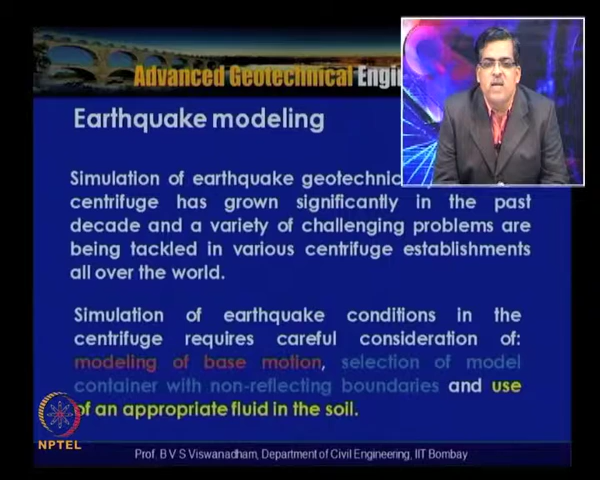 Advanced Geotechnical Engi
Earthquake modeling
Simulation of earthquake geotechnic
centrifuge has grown significantly in the past
decade and a variety of challenging problems are
being tackled in various centrifuge establishments
all over the world.
Simulation of earthquake conditions in the
centrifuge requires careful consideration of:
modeling of base motion, selection of model
container with non-reflecting boundaries and use
of an appropriate fluid in the soil.
NPTEL
Prof. B V S Viswanadham, Department of Civil Engineering, IIT Bombay